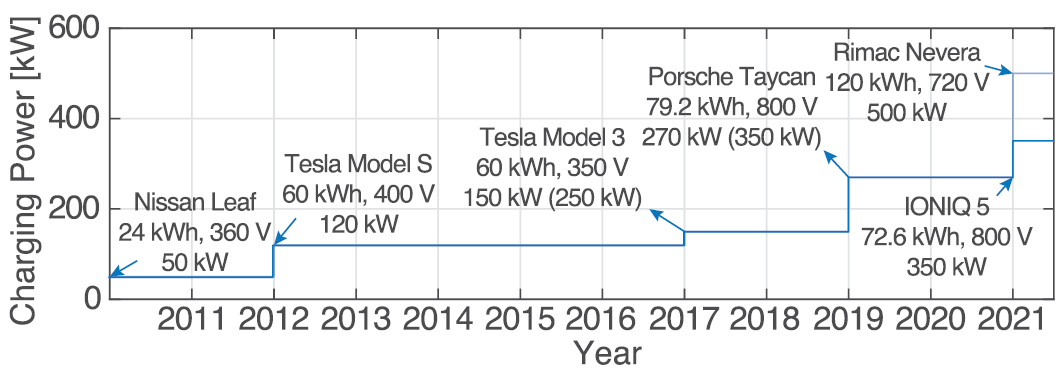 Charging Power [kW]
600
400
200
0
Nissan Leaf
24 kWh, 360 V
50 kW
Tesla Model S
60 kWh, 400 V
120 kW
Tesla Model 3
60 kWh, 350 V
150 kW (250 kW)
Porsche Taycan
79.2 kWh, 800 V
270 kW (350 kW)
Rimac Nevera
120 kWh, 720 V
500 kW
IONIQ 5
72.6 kWh, 800 V
350 kW
2011 2012 2013 2014 2015 2016 2017 2018 2019 2020 2021
Year